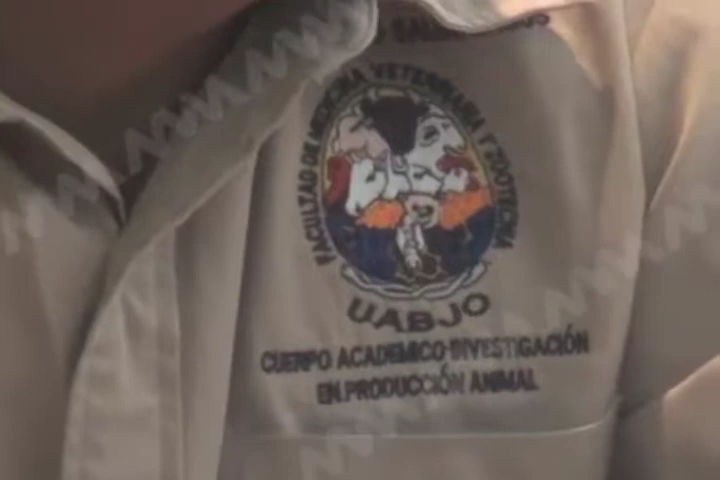 FACULTAD DE MEDICINA VETERINARIA Y ZOOTECNIA
UABJO
CUERPO ACADEMICO-INVESTIGACIÓN
EN PRODUCCIÓN ANIMAL